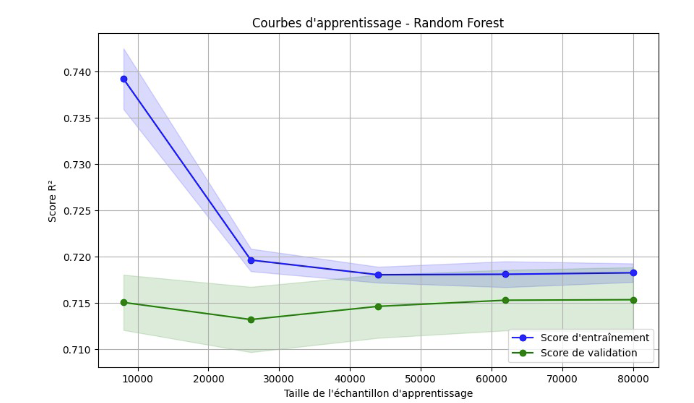 Courbes d'apprentissage - Random Forest
0.740
0.735
0.730
0.725
0.720
0.715
0.710
Score R²
10000 20000 30000 40000 50000 60000 70000 80000
Taille de l'échantillon d'apprentissage
Score d'entraînement
Score de validation